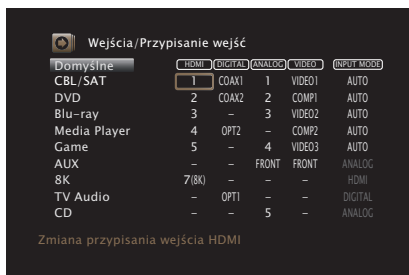 Wejścia/Przypisanie wejść
Domyślne HDMI DIGITAL ANALOG VIDEO INPUT MODE
CBL/SAT 1 COAX1 1 VIDEO1 AUTO
DVD 2 COAX2 2 COMP1 AUTO
Blu-ray 3 – 3 VIDEO2 AUTO
Media Player 4 OPT2 – COMP2 AUTO
Game 5 – 4 VIDEO3 AUTO
AUX – – FRONT FRONT ANALOG
8K 7(8K) – – – HDMI
TV Audio – OPT1 – – DIGITAL
CD – – 5 – ANALOG
Zmiana przypisania wejścia HDMI